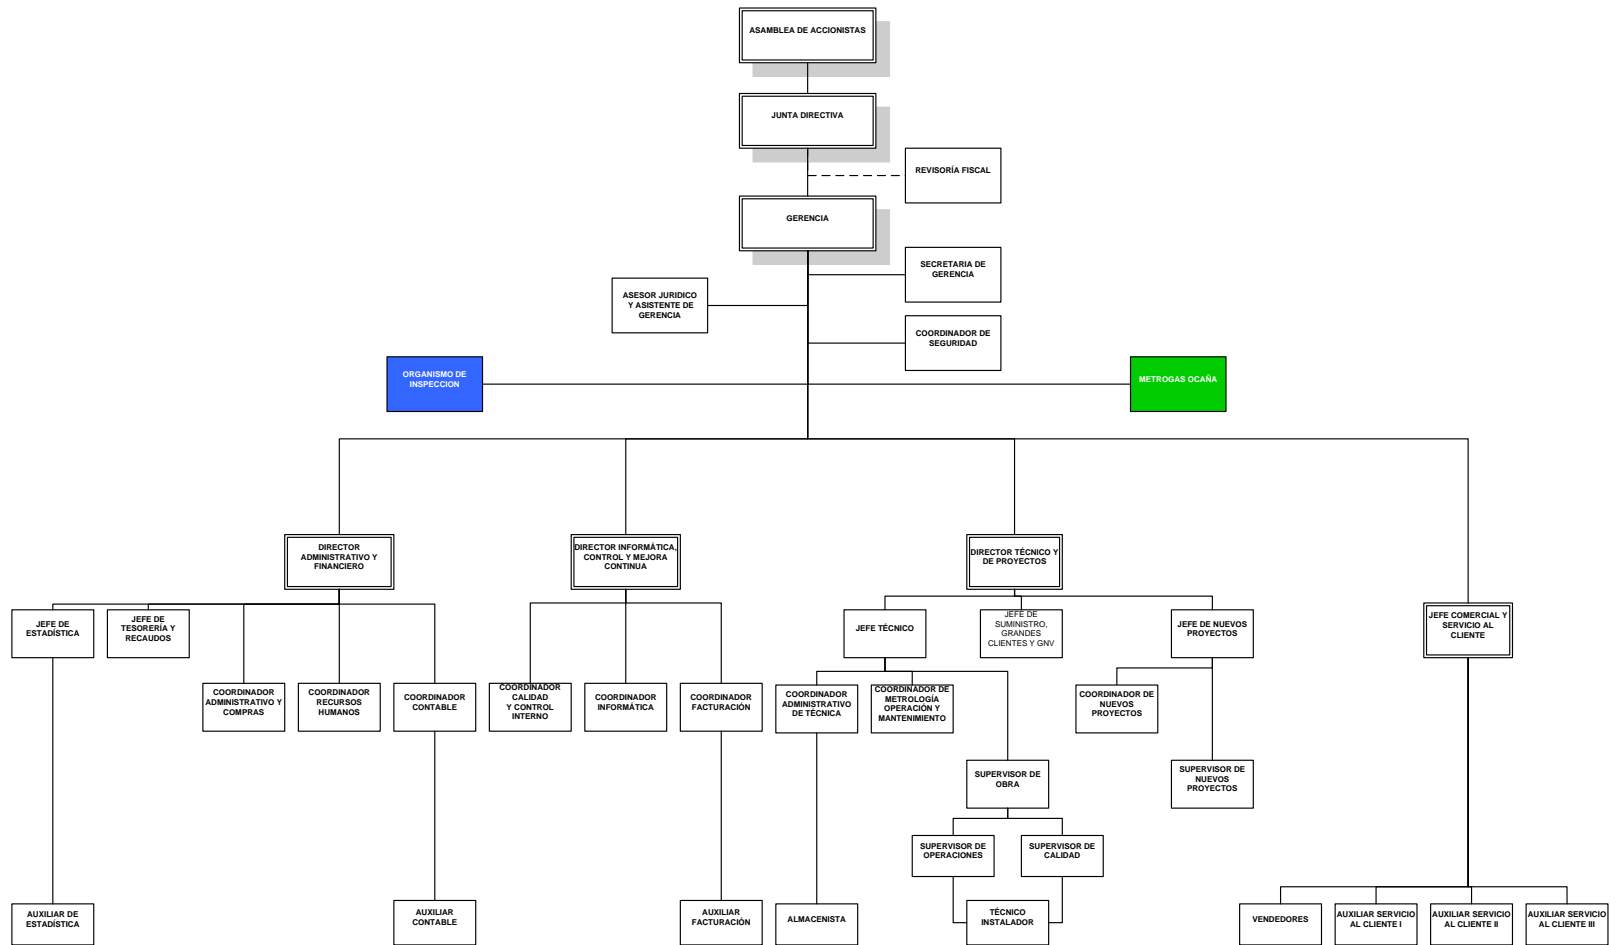 ASAMBLEA DE ACCIONISTAS
JUNTA DIRECTIVA
REVISORÍA FISCAL
GERENCIA
SECRETARIA DE
GERENCIA
ASESOR JURIDICO
Y ASISTENTE DE
GERENCIA
COORDINADOR DE
SEGURIDAD
ORGANISMO DE
INSPECCION
METROGAS OCAÑA
DIRECTOR
ADMINISTRATIVO Y
FINANCIERO
DIRECTOR INFORMÁTICA,
CONTROL Y MEJORA
CONTINUA
DIRECTOR TÉCNICO Y
DE PROYECTOS
JEFE DE
ESTADÍSTICA
JEFE DE
TESORERÍA Y
RECAUDOS
JEFE TÉCNICO
JEFE DE
SUMINISTRO,
GRANDES
CLIENTES Y GNV
JEFE DE NUEVOS
PROYECTOS
JEFE COMERCIAL Y
SERVICIO AL
CLIENTE
COORDINADOR
ADMINISTRATIVO Y
COMPRAS
COORDINADOR
RECURSOS
HUMANOS
COORDINADOR
CONTABLE
COORDINADOR
CALIDAD
Y CONTROL
INTERNO
COORDINADOR
INFORMÁTICA
COORDINADOR
FACTURACIÓN
COORDINADOR
ADMINISTRATIVO
DE TÉCNICA
COORDINADOR DE
METROLOGÍA
OPERACIÓN Y
MANTENIMIENTO
COORDINADOR DE
NUEVOS
PROYECTOS
SUPERVISOR DE
OBRA
SUPERVISOR DE
NUEVOS
PROYECTOS
SUPERVISOR DE
OPERACIONES
SUPERVISOR DE
CALIDAD
AUXILIAR DE
ESTADÍSTICA
AUXILIAR
CONTABLE
AUXILIAR
FACTURACIÓN
ALMACENISTA
TÉCNICO
INSTALADOR
VENDEDORES
AUXILIAR SERVICIO
AL CLIENTE I
AUXILIAR SERVICIO
AL CLIENTE II
AUXILIAR SERVICIO
AL CLIENTE III